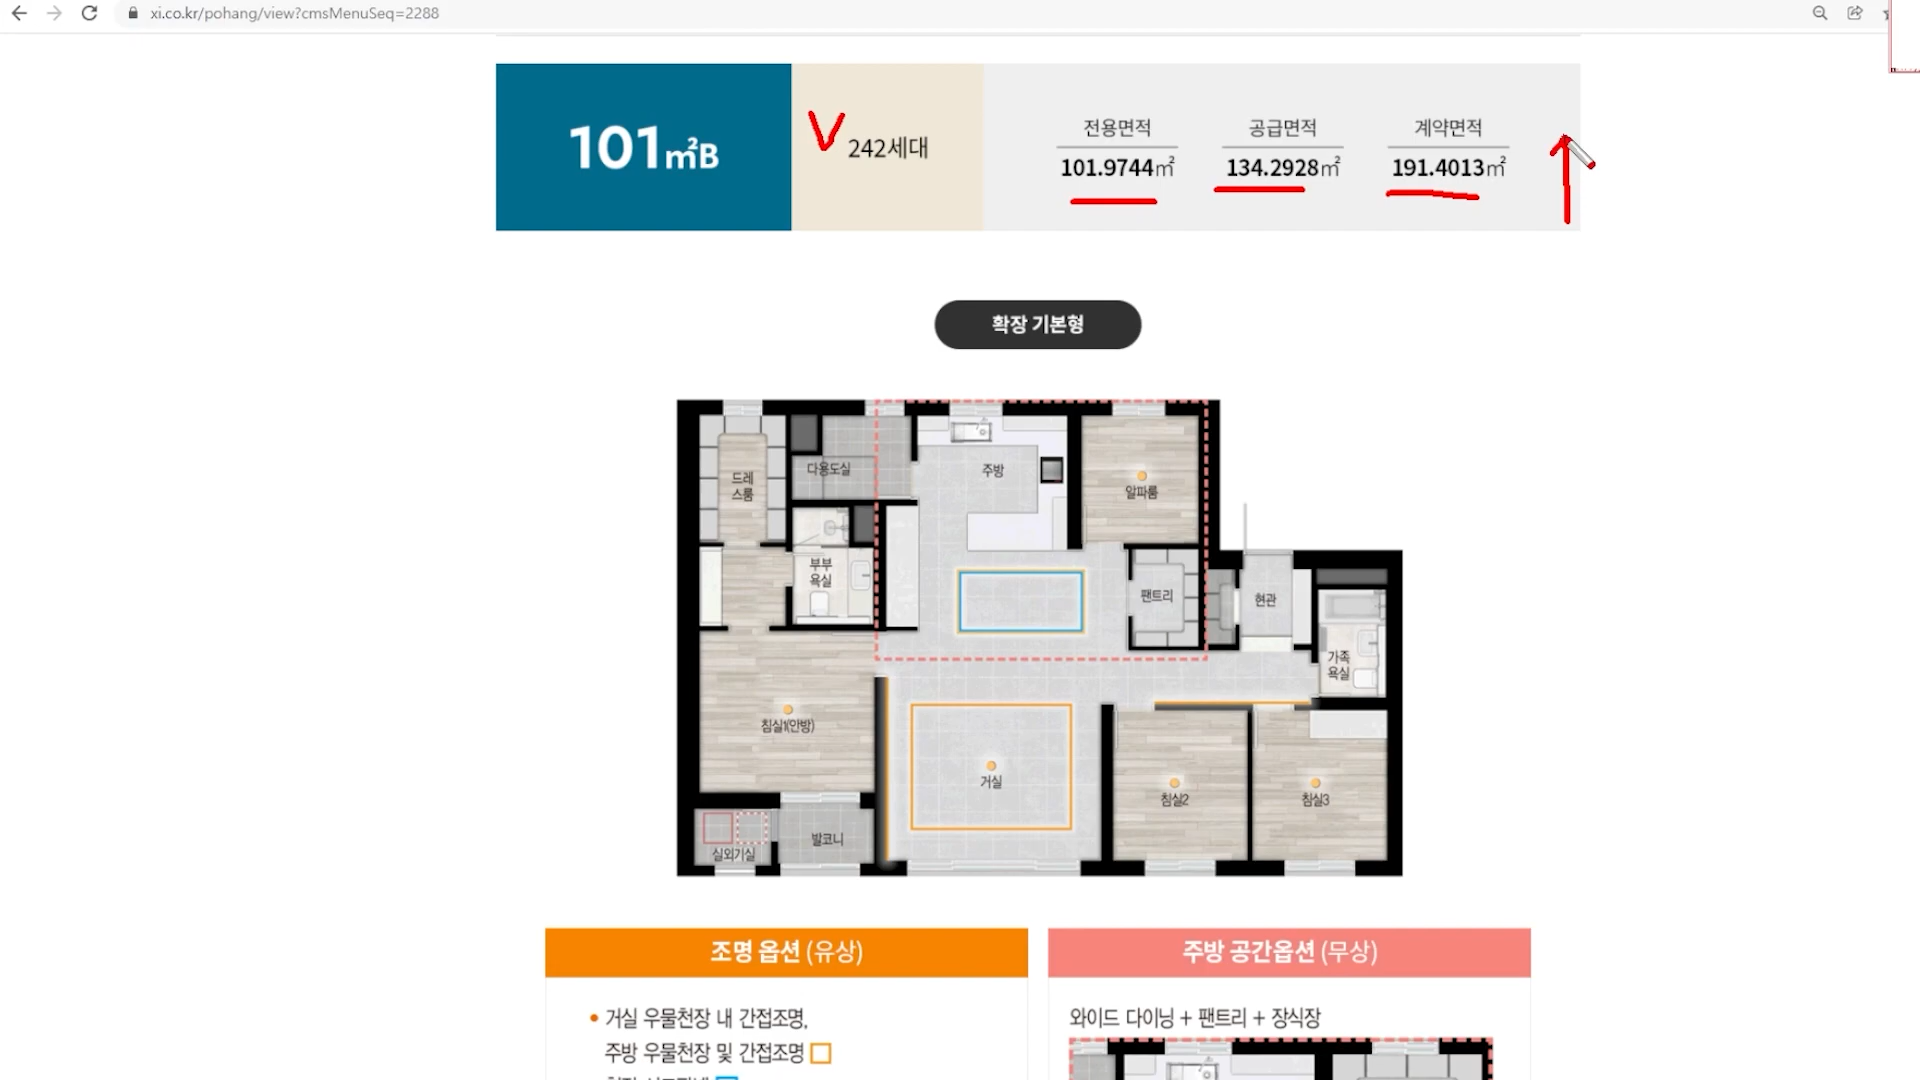 xi.co.kr/pohang/view?cmsMenuSeq=2288
101㎡B
242세대
전용면적
101.9744㎡
공급면적
134.2928㎡
계약면적
191.4013㎡
확장 기본형
드레
스룸
다용도실
주방
알파룸
부부
욕실
팬트리
현관
가족
욕실
침실1(안방)
거실
침실2
침실3
실외기실
발코니
조명 옵션 (유상)
• 거실 우물천장 내 간접조명,
주방 우물천장 및 간접조명
주방 공간옵션 (무상)
와이드 다이닝 + 팬트리 + 장식장